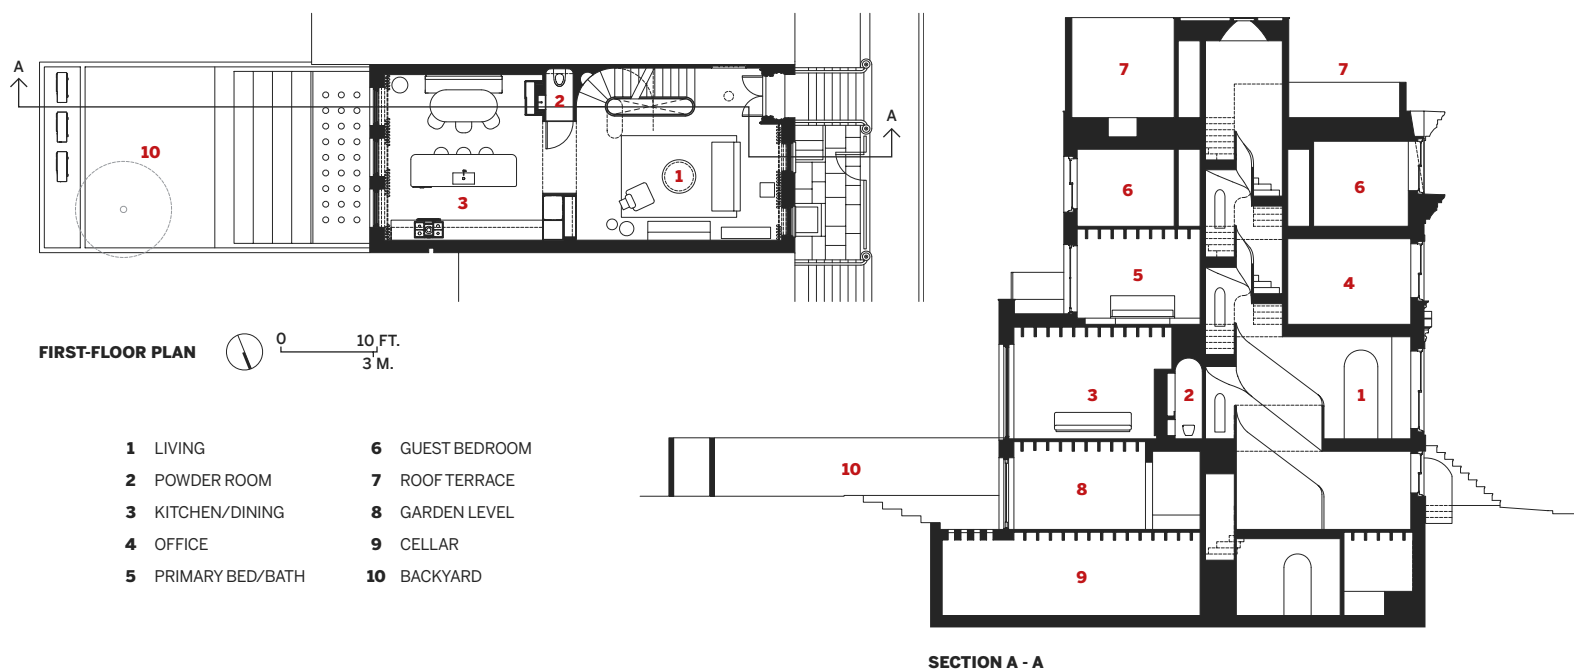 A
A
10
3
2
1
FIRST-FLOOR PLAN
0 10 FT.
3 M.
1 LIVING
2 POWDER ROOM
3 KITCHEN/DINING
4 OFFICE
5 PRIMARY BED/BATH
6 GUEST BEDROOM
7 ROOF TERRACE
8 GARDEN LEVEL
9 CELLAR
10 BACKYARD
7
7
6
6
5
4
3
2
1
10
8
9
SECTION A - A